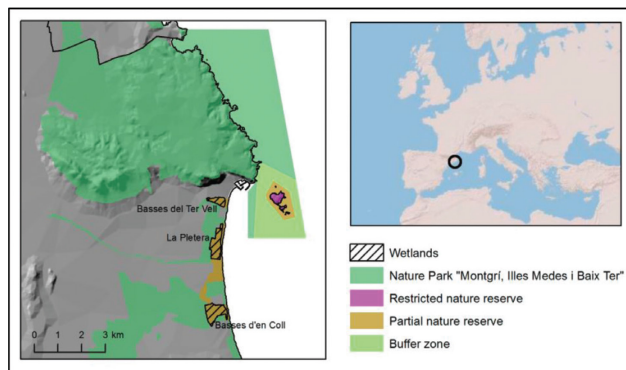 Basses del Ter Vell
La Pletera
Basses d'en Coll
0 1 2 3 km
Wetlands
Nature Park "Montgrí, Illes Medes i Baix Ter"
Restricted nature reserve
Partial nature reserve
Buffer zone